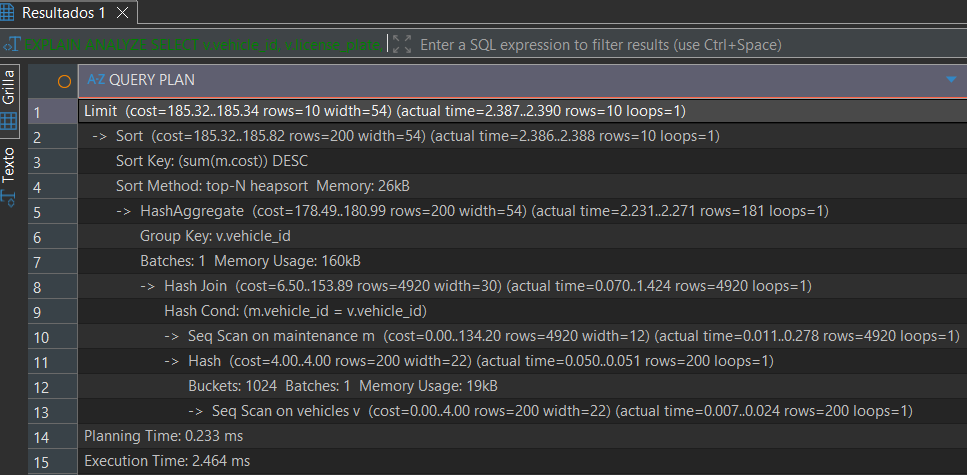 Resultados 1
EXPLAIN ANALYZE SELECT v.vehicle_id, v.license_plate, Enter a SQL expression to filter results (use Ctrl+Space)
Grilla
Texto
A-Z QUERY PLAN
1 Limit (cost=185.32..185.34 rows=10 width=54) (actual time=2.387..2.390 rows=10 loops=1)
2 -> Sort (cost=185.32..185.82 rows=200 width=54) (actual time=2.386..2.388 rows=10 loops=1)
3 Sort Key: (sum(m.cost)) DESC
4 Sort Method: top-N heapsort Memory: 26kB
5 -> HashAggregate (cost=178.49..180.99 rows=200 width=54) (actual time=2.231..2.271 rows=181 loops=1)
6 Group Key: v.vehicle_id
7 Batches: 1 Memory Usage: 160kB
8 -> Hash Join (cost=6.50..153.89 rows=4920 width=30) (actual time=0.070..1.424 rows=4920 loops=1)
9 Hash Cond: (m.vehicle_id = v.vehicle_id)
10 -> Seq Scan on maintenance m (cost=0.00..134.20 rows=4920 width=12) (actual time=0.011..0.278 rows=4920 loops=1)
11 -> Hash (cost=4.00..4.00 rows=200 width=22) (actual time=0.050..0.051 rows=200 loops=1)
12 Buckets: 1024 Batches: 1 Memory Usage: 19kB
13 -> Seq Scan on vehicles v (cost=0.00..4.00 rows=200 width=22) (actual time=0.007..0.024 rows=200 loops=1)
14 Planning Time: 0.233 ms
15 Execution Time: 2.464 ms